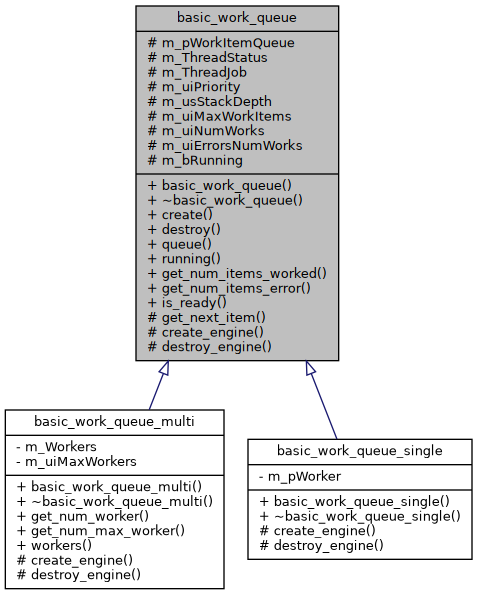 basic_work_queue
# m_pWorkItemQueue
# m_ThreadStatus
# m_ThreadJob
# m_uiPriority
# m_usStackDepth
# m_uiMaxWorkItems
# m_uiNumWorks
# m_uiErrorsNumWorks
# m_bRunning
+ basic_work_queue()
+ ~basic_work_queue()
+ create()
+ destroy()
+ queue()
+ running()
+ get_num_items_worked()
+ get_num_items_error()
+ is_ready()
# get_next_item()
# create_engine()
# destroy_engine()
basic_work_queue_multi
- m_Workers
- m_uiMaxWorkers
+ basic_work_queue_multi()
+ ~basic_work_queue_multi()
+ get_num_worker()
+ get_num_max_worker()
+ workers()
# create_engine()
# destroy_engine()
basic_work_queue_single
- m_pWorker
+ basic_work_queue_single()
+ ~basic_work_queue_single()
# create_engine()
# destroy_engine()